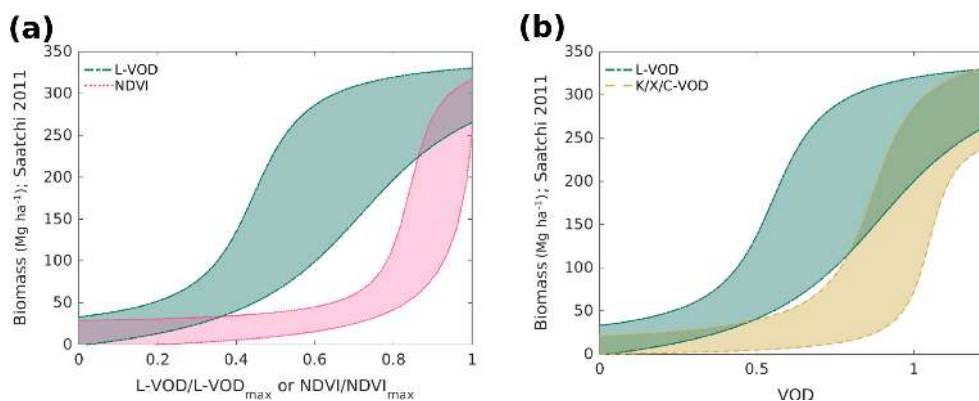 (a)
350
300
250
200
150
100
50
0
Biomass (Mg ha⁻¹); Saatchi 2011
L-VOD
NDVI
0 0.2 0.4 0.6 0.8 1
L-VOD/L-VODmax or NDVI/NDVImax
(b)
350
300
250
200
150
100
50
0
Biomass (Mg ha⁻¹); Saatchi 2011
L-VOD
K/X/C-VOD
0 0.5 1
VOD